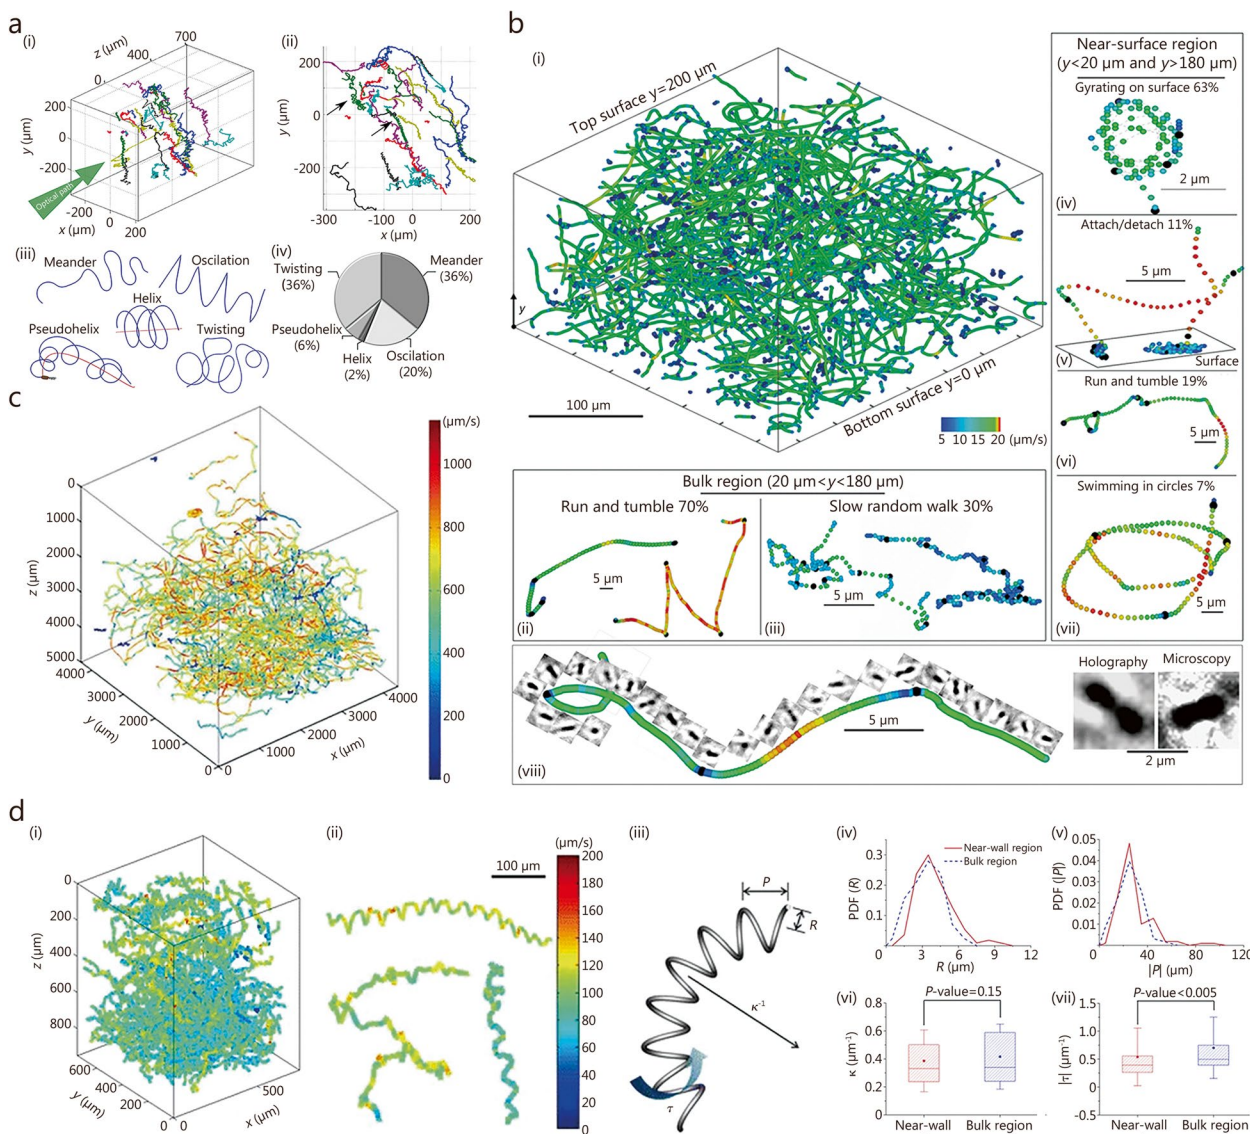 a
(i)
z (µm)
700
400
0
200
0
-200
y (µm)
Optical path
-200
0
200
x (µm)
(ii)
200
0
-200
y (µm)
-300
-100
0
100
x (µm)
(iii)
Meander
Oscilation
Helix
Pseudohelix
Twisting
(iv)
Twisting
(36%)
Meander
(36%)
Pseudohelix
(6%)
Helix
(2%)
Oscilation
(20%)
b
(i)
Top surface y=200 µm
y
100 µm
Bottom surface y=0 µm
5 10 15 20 (µm/s)
Bulk region (20 µm<y<180 µm)
Run and tumble 70%
5 µm
(ii)
Slow random walk 30%
5 µm
(iii)
Near-surface region
(y<20 µm and y>180 µm)
Gyrating on surface 63%
2 µm
(iv)
Attach/detach 11%
5 µm
(v)
Surface
Run and tumble 19%
5 µm
(vi)
Swimming in circles 7%
5 µm
(vii)
5 µm
(viii)
Holography
Microscopy
2 µm
c
(µm/s)
1000
800
600
400
200
0
0
1000
2000
3000
4000
5000
z (µm)
4000
3000
2000
1000
0
y (µm)
0
1000
2000
3000
4000
x (µm)
d
(i)
0
200
400
600
800
z (µm)
600
400
200
0
y (µm)
0
500
x (µm)
(ii)
100 µm
(µm/s)
200
180
160
140
120
100
80
60
40
20
0
(iii)
P
R
κ⁻¹
τ
(iv)
Near-wall region
Bulk region
PDF (R)
0.3
0.2
0.1
0
3
6
9
12
R (µm)
(v)
PDF (|P|)
0.05
0.04
0.03
0.02
0.01
0
40
80
120
|P| (µm)
(vi)
P-value=0.15
κ (µm⁻¹)
0.8
0.6
0.4
0.2
0
Near-wall
Bulk region
(vii)
P-value<0.005
|τ| (µm⁻¹)
1.5
1.0
0.5
0
-0.5
Near-wall
Bulk region